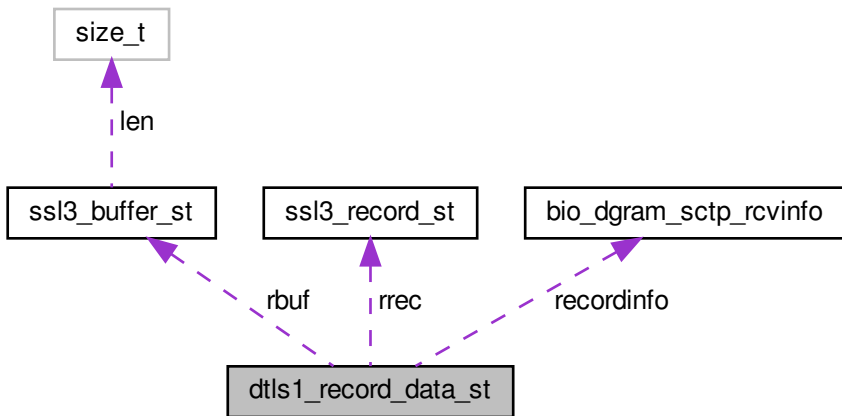 size_t
len
ssl3_buffer_st
ssl3_record_st
bio_dgram_sctp_rcvinfo
rbuf
rrec
recordinfo
dtls1_record_data_st